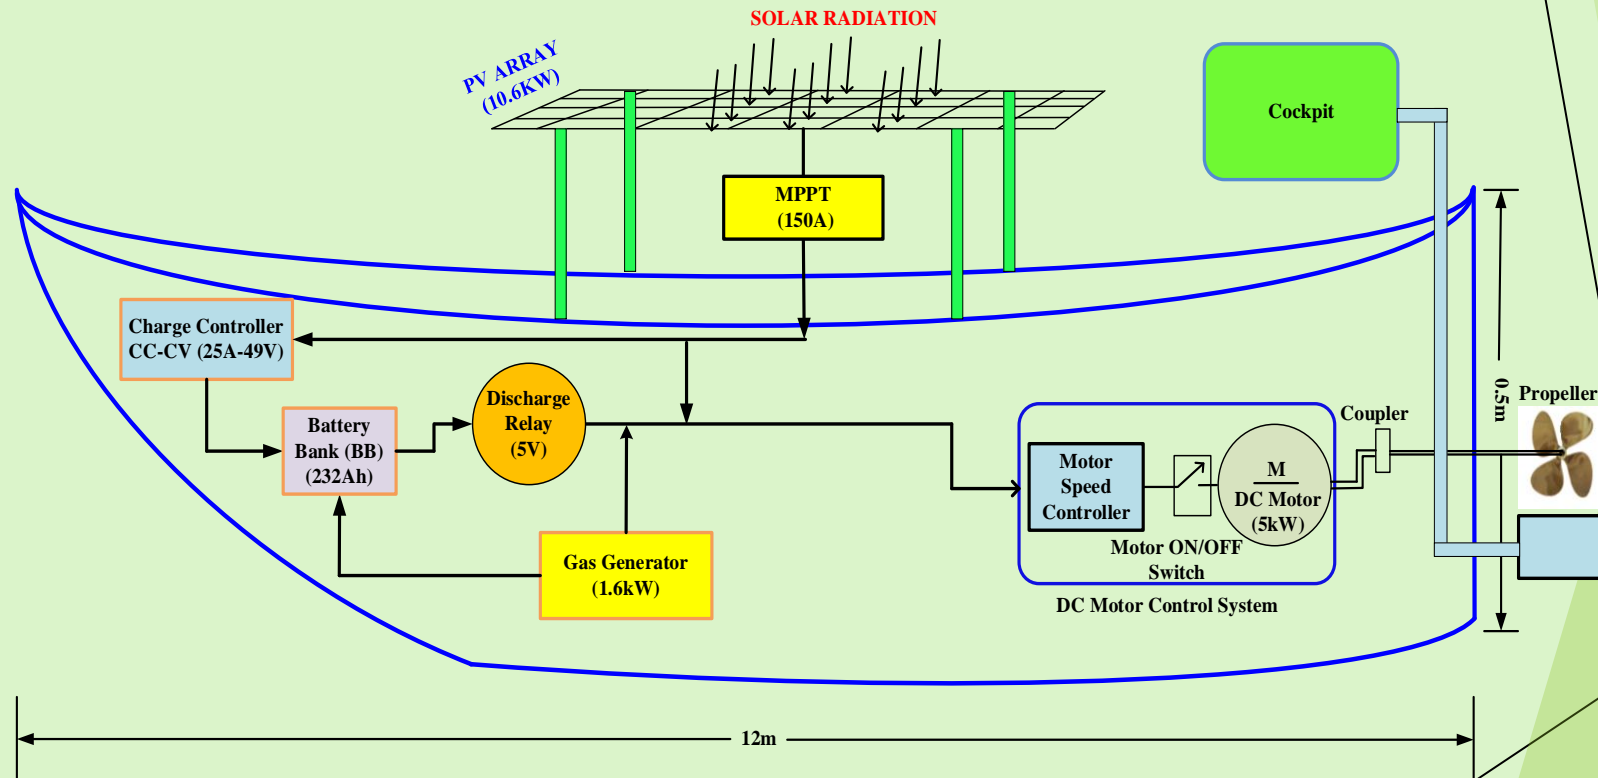 SOLAR RADIATION
PV ARRAY
(10.6KW)
Cockpit
MPPT
(150A)
Charge Controller
CC-CV (25A-49V)
Discharge
Relay
(5V)
Battery
Bank (BB)
(232Ah)
Gas Generator
(1.6kW)
Motor
Speed
Controller
M
DC Motor
(5kW)
Motor ON/OFF
Switch
DC Motor Control System
Coupler
Propeller
0.5m
12m